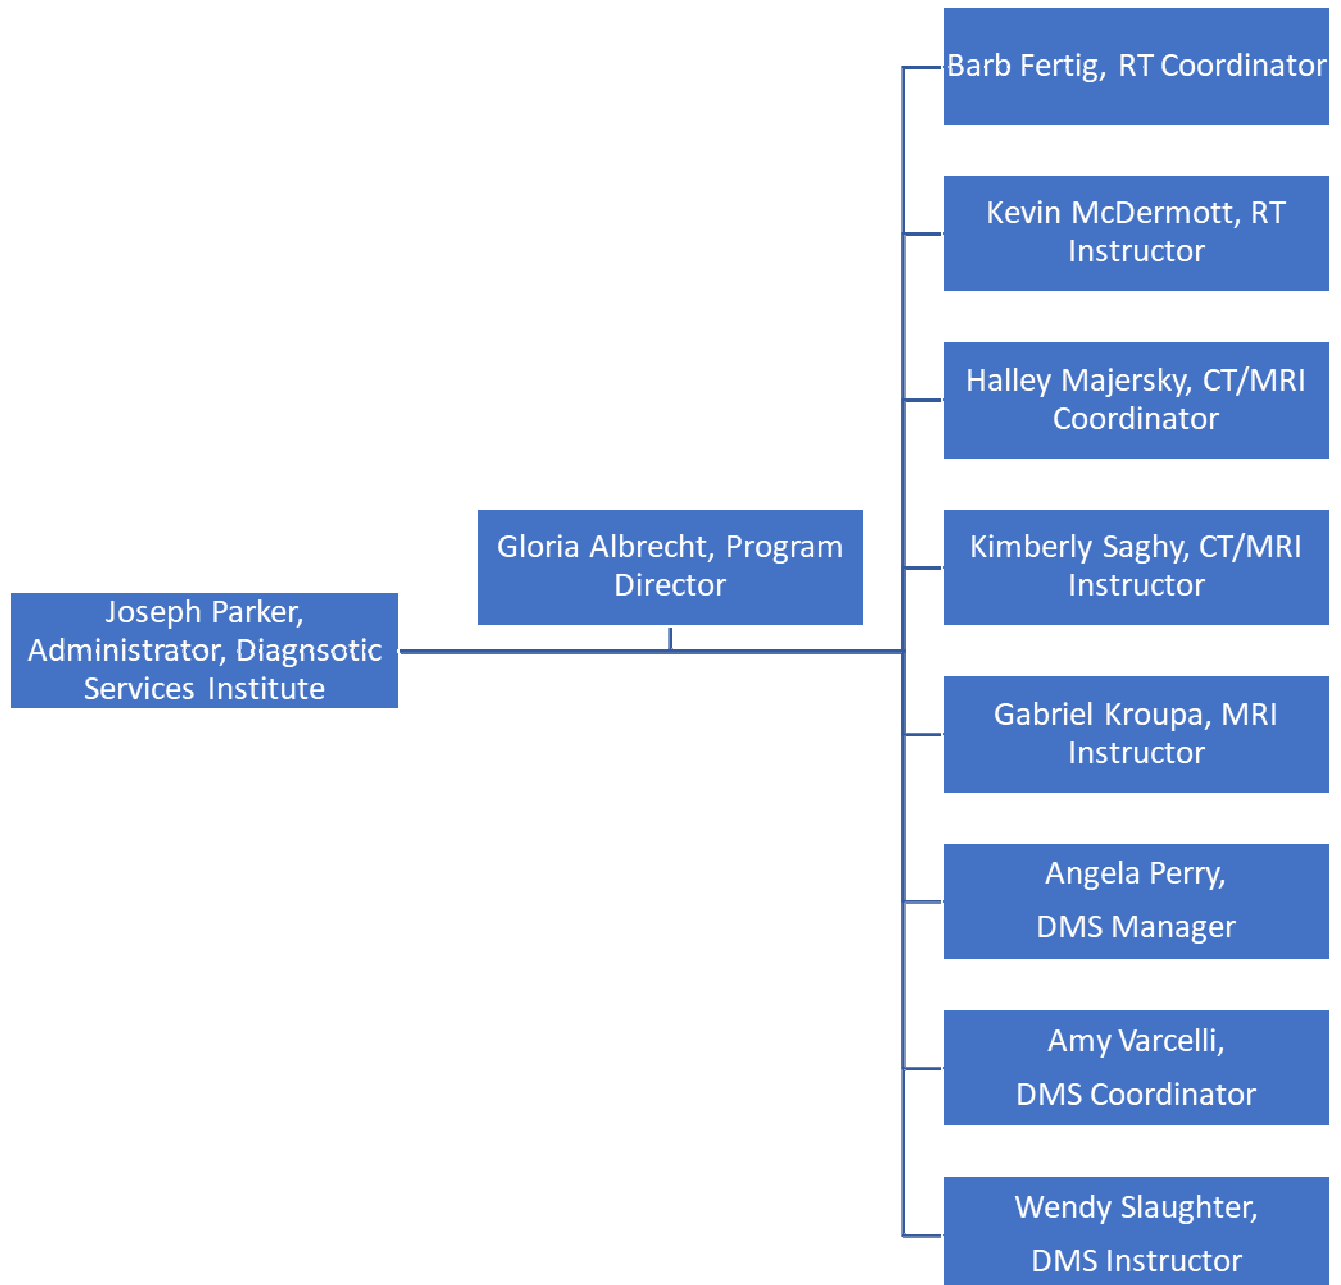 Barb Fertig, RT Coordinator
Kevin McDermott, RT
Instructor
Halley Majersky, CT/MRI
Coordinator
Gloria Albrecht, Program
Director
Kimberly Saghy, CT/MRI
Instructor
Joseph Parker,
Administrator, Diagnsotic
Services Institute
Gabriel Kroupa, MRI
Instructor
Angela Perry,
DMS Manager
Amy Varcelli,
DMS Coordinator
Wendy Slaughter,
DMS Instructor